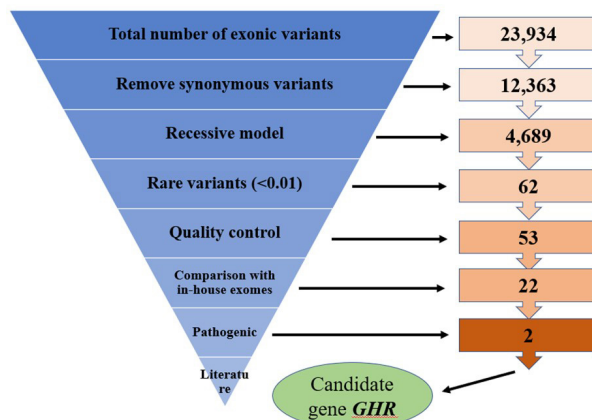 Total number of exonic variants
23,934
Remove synonymous variants
12,363
Recessive model
4,689
Rare variants (<0.01)
62
Quality control
53
Comparison with
in-house exomes
22
Pathogenic
2
Literatu
re
Candidate
gene GHR